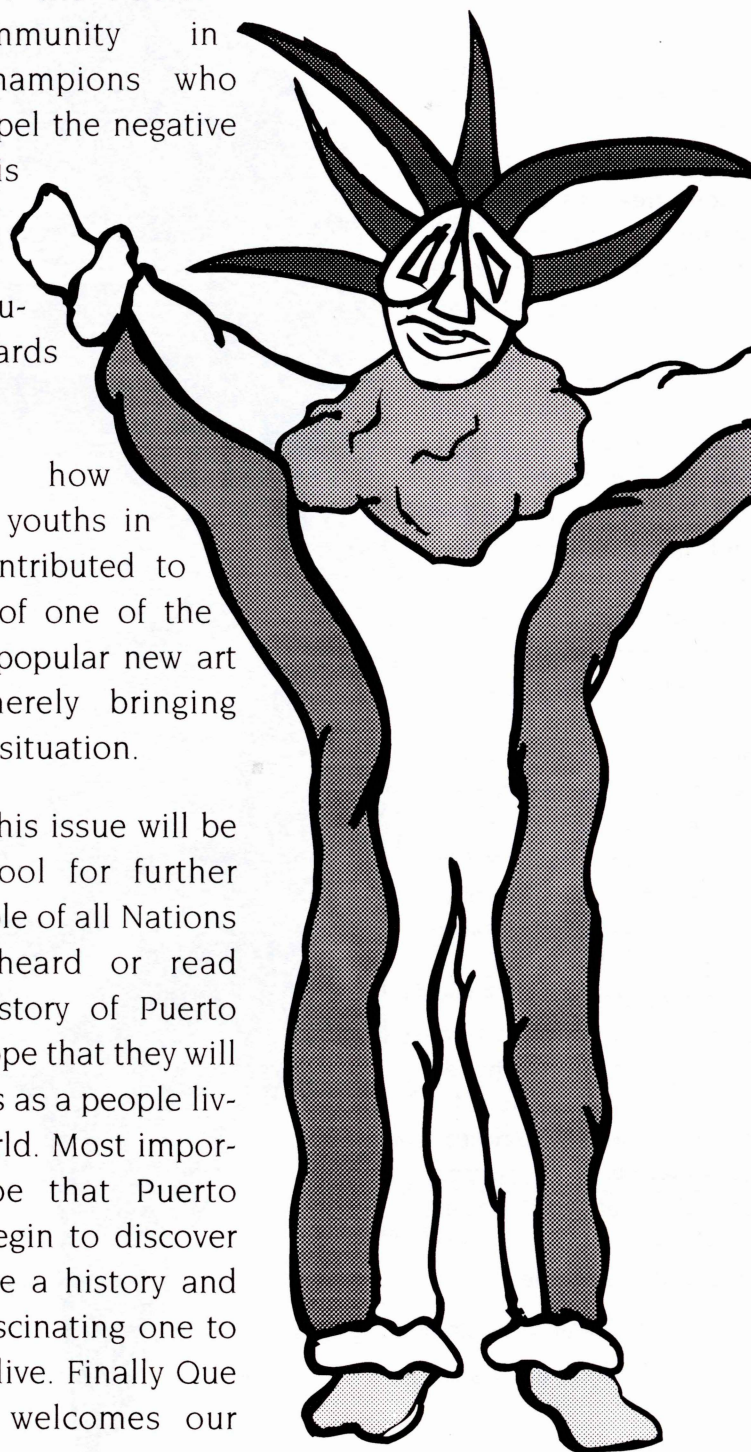 mmunity in
hampions who
pel the negative
is
u-
ards
how
youths in
ntributed to
of one of the
popular new art
nerely bringing
situation.
his issue will be
ool for further
le of all Nations
heard or read
story of Puerto
ope that they will
s as a people liv-
rld. Most impor-
pe that Puerto
egin to discover
e a history and
scinating one to
live. Finally Que
welcomes our